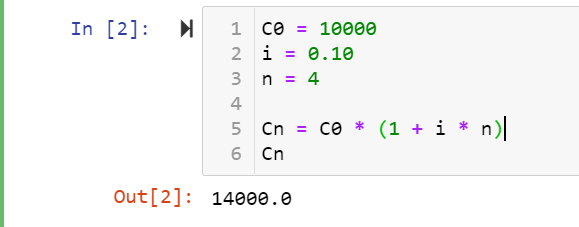 In [2]:
1 C0 = 10000
2 i = 0.10
3 n = 4
4
5 Cn = C0 * (1 + i * n)
6 Cn
Out[2]: 14000.0